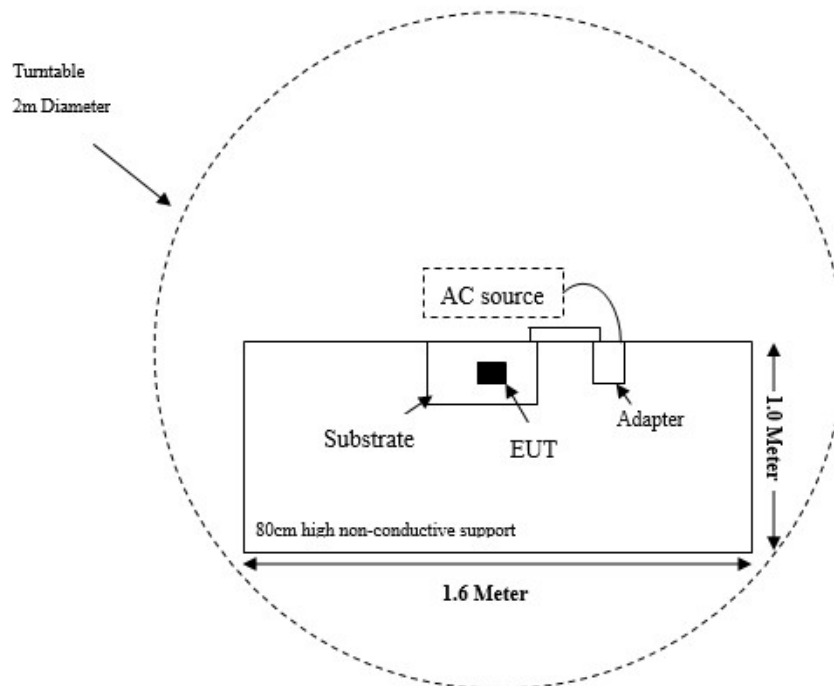 Turntable
2m Diameter
AC source
Adapter
Substrate
EUT
1.0 Meter
80cm high non-conductive support
1.6 Meter